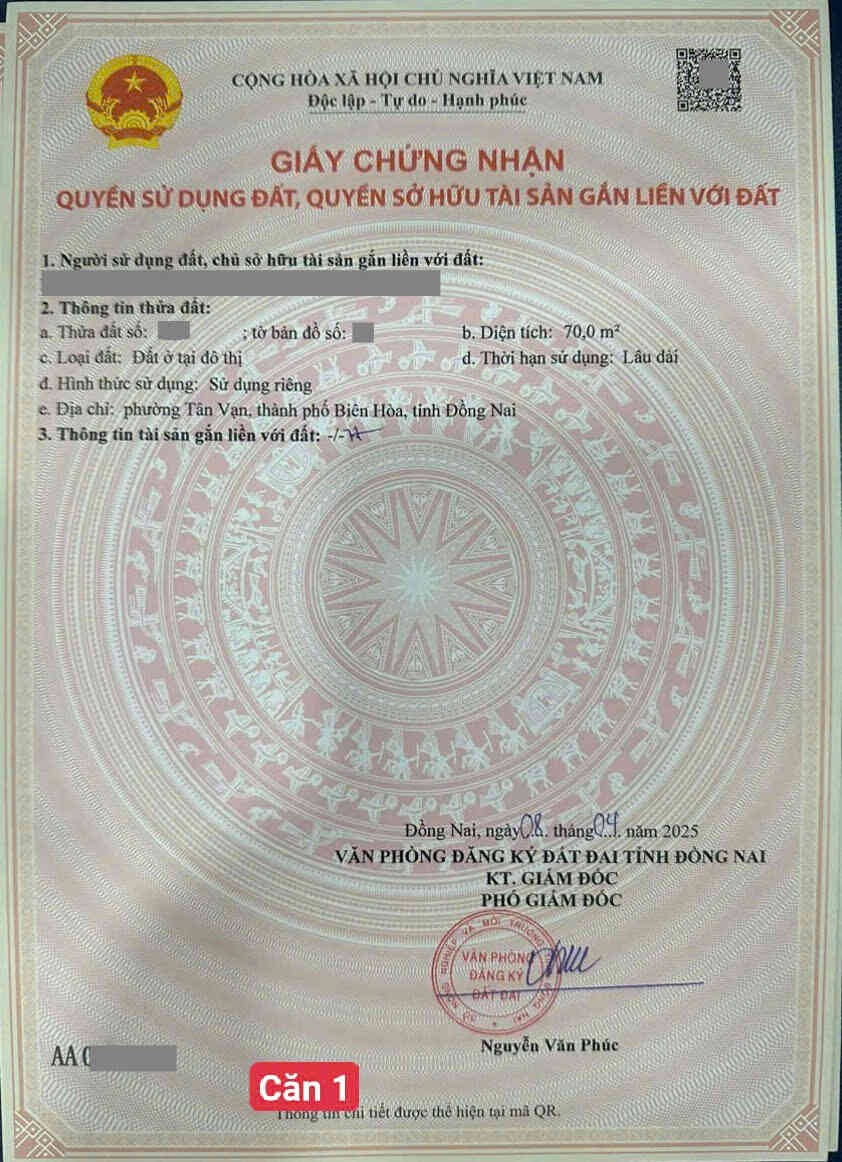 CỘNG HÒA XÃ HỘI CHỦ NGHĨA VIỆT NAM
Độc lập - Tự do - Hạnh phúc
GIẤY CHỨNG NHẬN
QUYỀN SỬ DỤNG ĐẤT, QUYỀN SỞ HỮU TÀI SẢN GẮN LIỀN VỚI ĐẤT
1. Người sử dụng đất, chủ sở hữu tài sản gắn liền với đất:
2. Thông tin thửa đất:
a. Thửa đất số: ; tờ bản đồ số: b. Diện tích: 70,0 m²
c. Loại đất: Đất ở tại đô thị d. Thời hạn sử dụng: Lâu dài
đ. Hình thức sử dụng: Sử dụng riêng
e. Địa chỉ: phường Tân Vạn, thành phố Biên Hòa, tỉnh Đồng Nai
3. Thông tin tài sản gắn liền với đất: -/-
Đồng Nai, ngày 08. tháng 04. năm 2025
VĂN PHÒNG ĐĂNG KÝ ĐẤT ĐAI TỈNH ĐỒNG NAI
KT. GIÁM ĐỐC
PHÓ GIÁM ĐỐC
VĂN PHÒNG
ĐĂNG KÝ
ĐẤT ĐAI
Nguyễn Văn Phúc
AA 0
Căn 1
Thông tin chi tiết được thể hiện tại mã QR.